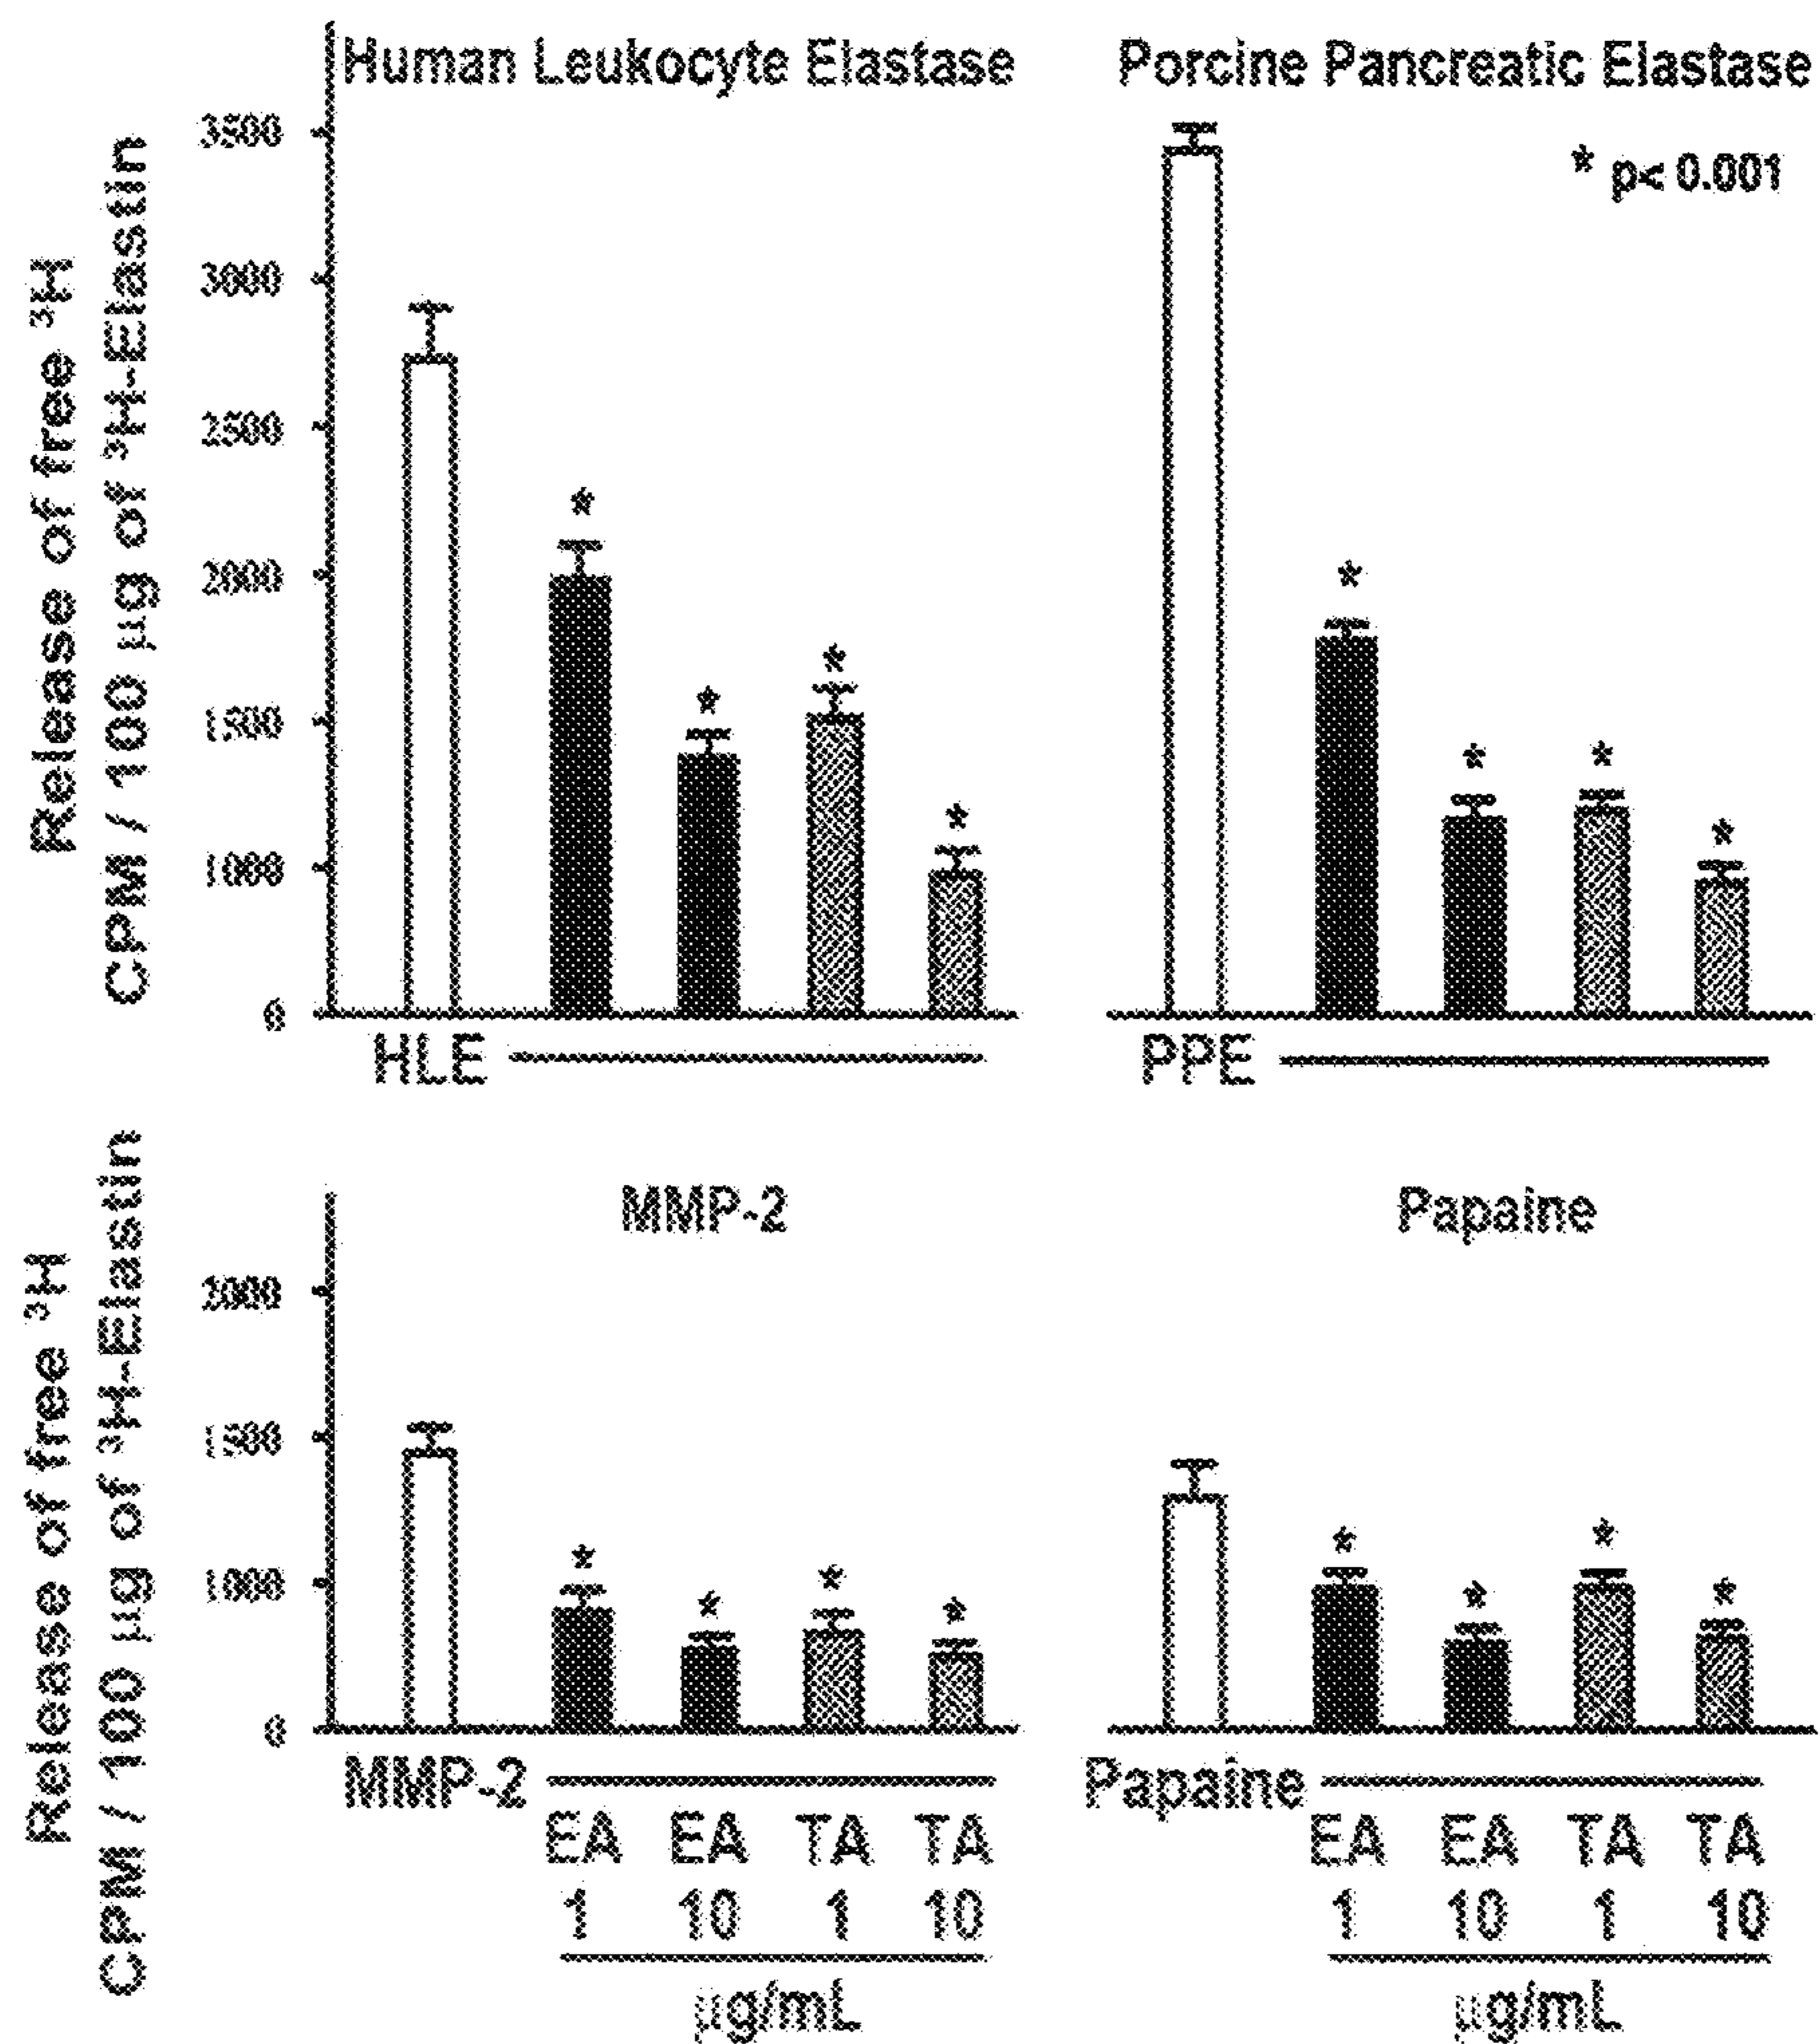 Human Leukocyte Elastase
Porcine Pancreatic Elastase
* p< 0.001
Release of free ³H
CPM / 100 µg of ³H-Elastin
3500
3000
2500
2000
1500
1000
0
*
*
*
*
*
*
*
*
HLE
PPE
MMP-2
Papaine
Release of free ³H
CPM / 100 µg of ³H-Elastin
2000
1500
1000
0
*
*
*
*
*
*
*
*
MMP-2
Papaine
EA EA TA TA
EA EA TA TA
1 10 1 10
1 10 1 10
µg/mL
µg/mL